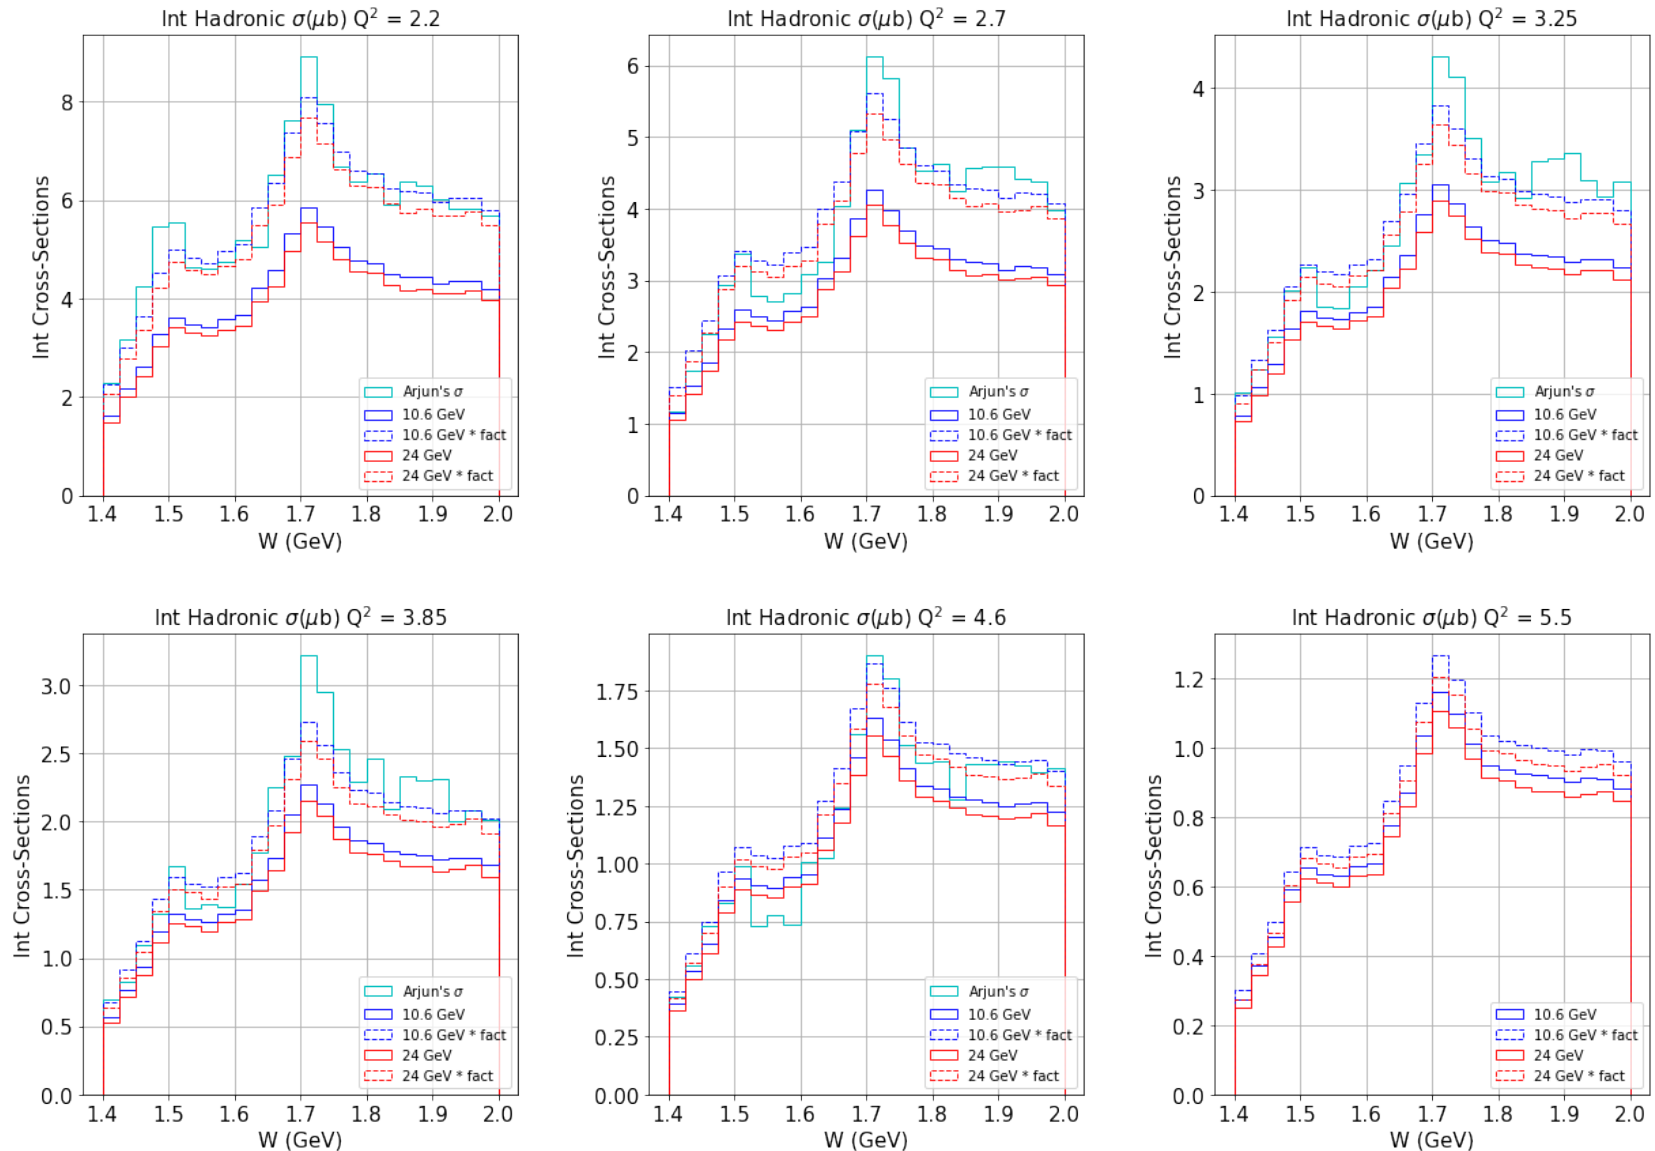 Int Hadronic σ(μb) Q² = 2.2
Int Cross-Sections
8
6
4
2
0
1.4 1.5 1.6 1.7 1.8 1.9 2.0
W (GeV)
Arjun's σ
10.6 GeV
10.6 GeV * fact
24 GeV
24 GeV * fact
Int Hadronic σ(μb) Q² = 2.7
Int Cross-Sections
6
5
4
3
2
1
0
1.4 1.5 1.6 1.7 1.8 1.9 2.0
W (GeV)
Arjun's σ
10.6 GeV
10.6 GeV * fact
24 GeV
24 GeV * fact
Int Hadronic σ(μb) Q² = 3.25
Int Cross-Sections
4
3
2
1
0
1.4 1.5 1.6 1.7 1.8 1.9 2.0
W (GeV)
Arjun's σ
10.6 GeV
10.6 GeV * fact
24 GeV
24 GeV * fact
Int Hadronic σ(μb) Q² = 3.85
Int Cross-Sections
3.0
2.5
2.0
1.5
1.0
0.5
0.0
1.4 1.5 1.6 1.7 1.8 1.9 2.0
W (GeV)
Arjun's σ
10.6 GeV
10.6 GeV * fact
24 GeV
24 GeV * fact
Int Hadronic σ(μb) Q² = 4.6
Int Cross-Sections
1.75
1.50
1.25
1.00
0.75
0.50
0.25
0.00
1.4 1.5 1.6 1.7 1.8 1.9 2.0
W (GeV)
Arjun's σ
10.6 GeV
10.6 GeV * fact
24 GeV
24 GeV * fact
Int Hadronic σ(μb) Q² = 5.5
Int Cross-Sections
1.2
1.0
0.8
0.6
0.4
0.2
0.0
1.4 1.5 1.6 1.7 1.8 1.9 2.0
W (GeV)
10.6 GeV
10.6 GeV * fact
24 GeV
24 GeV * fact